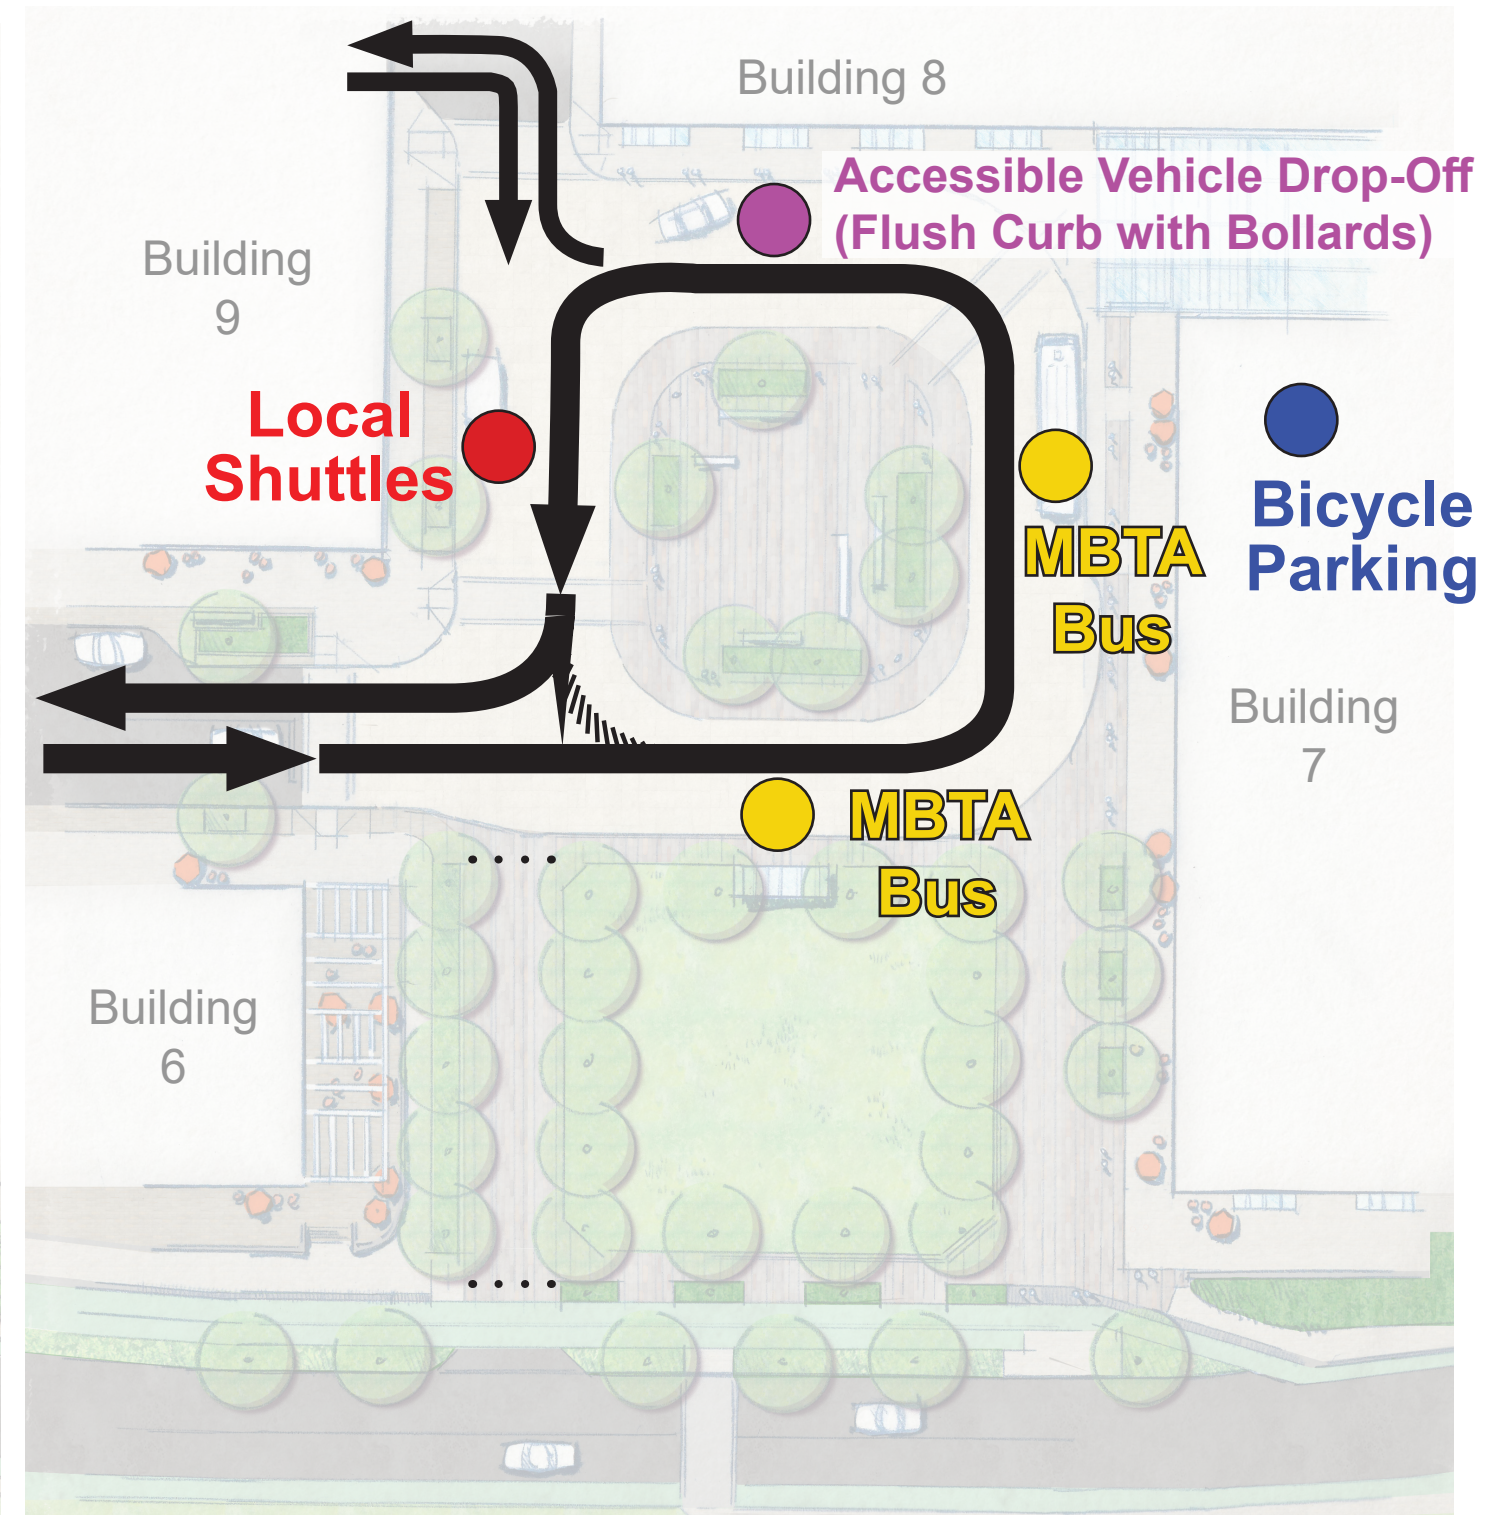 Building 8
Accessible Vehicle Drop-Off
(Flush Curb with Bollards)
Building
9
Local
Shuttles
MBTA
Bus
Bicycle
Parking
Building
7
MBTA
Bus
Building
6